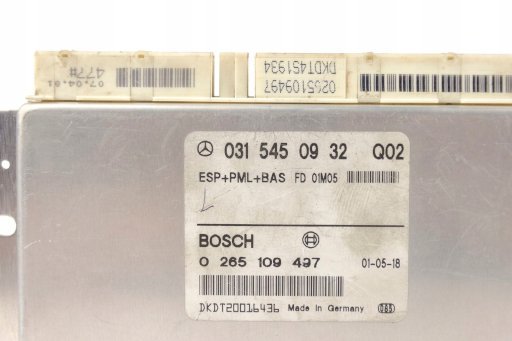 07.04.01
477#
0265109497
DKDT451934
031 545 09 32 Q02
ESP+PML+BAS FD 01M05
BOSCH
0 265 109 497 01-05-18
DKDT20016436 Made in Germany